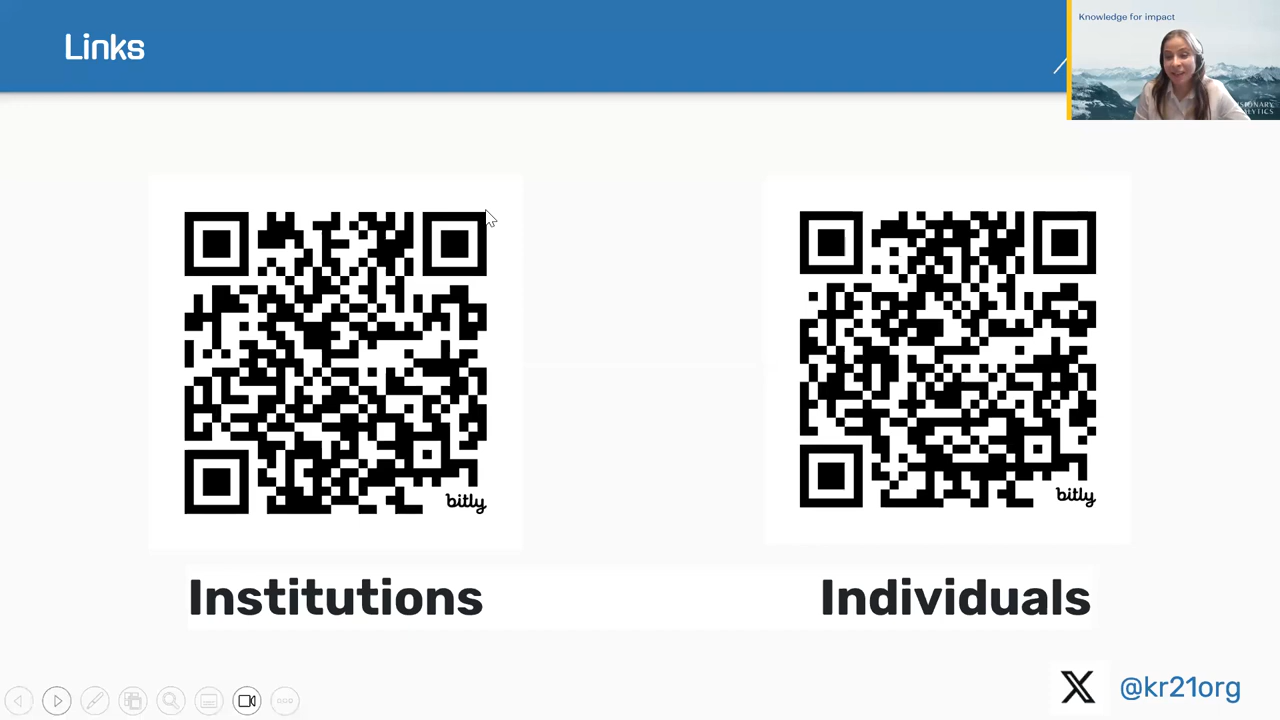 Links
Knowledge for impact
bitly
bitly
Institutions
Individuals
@kr21org